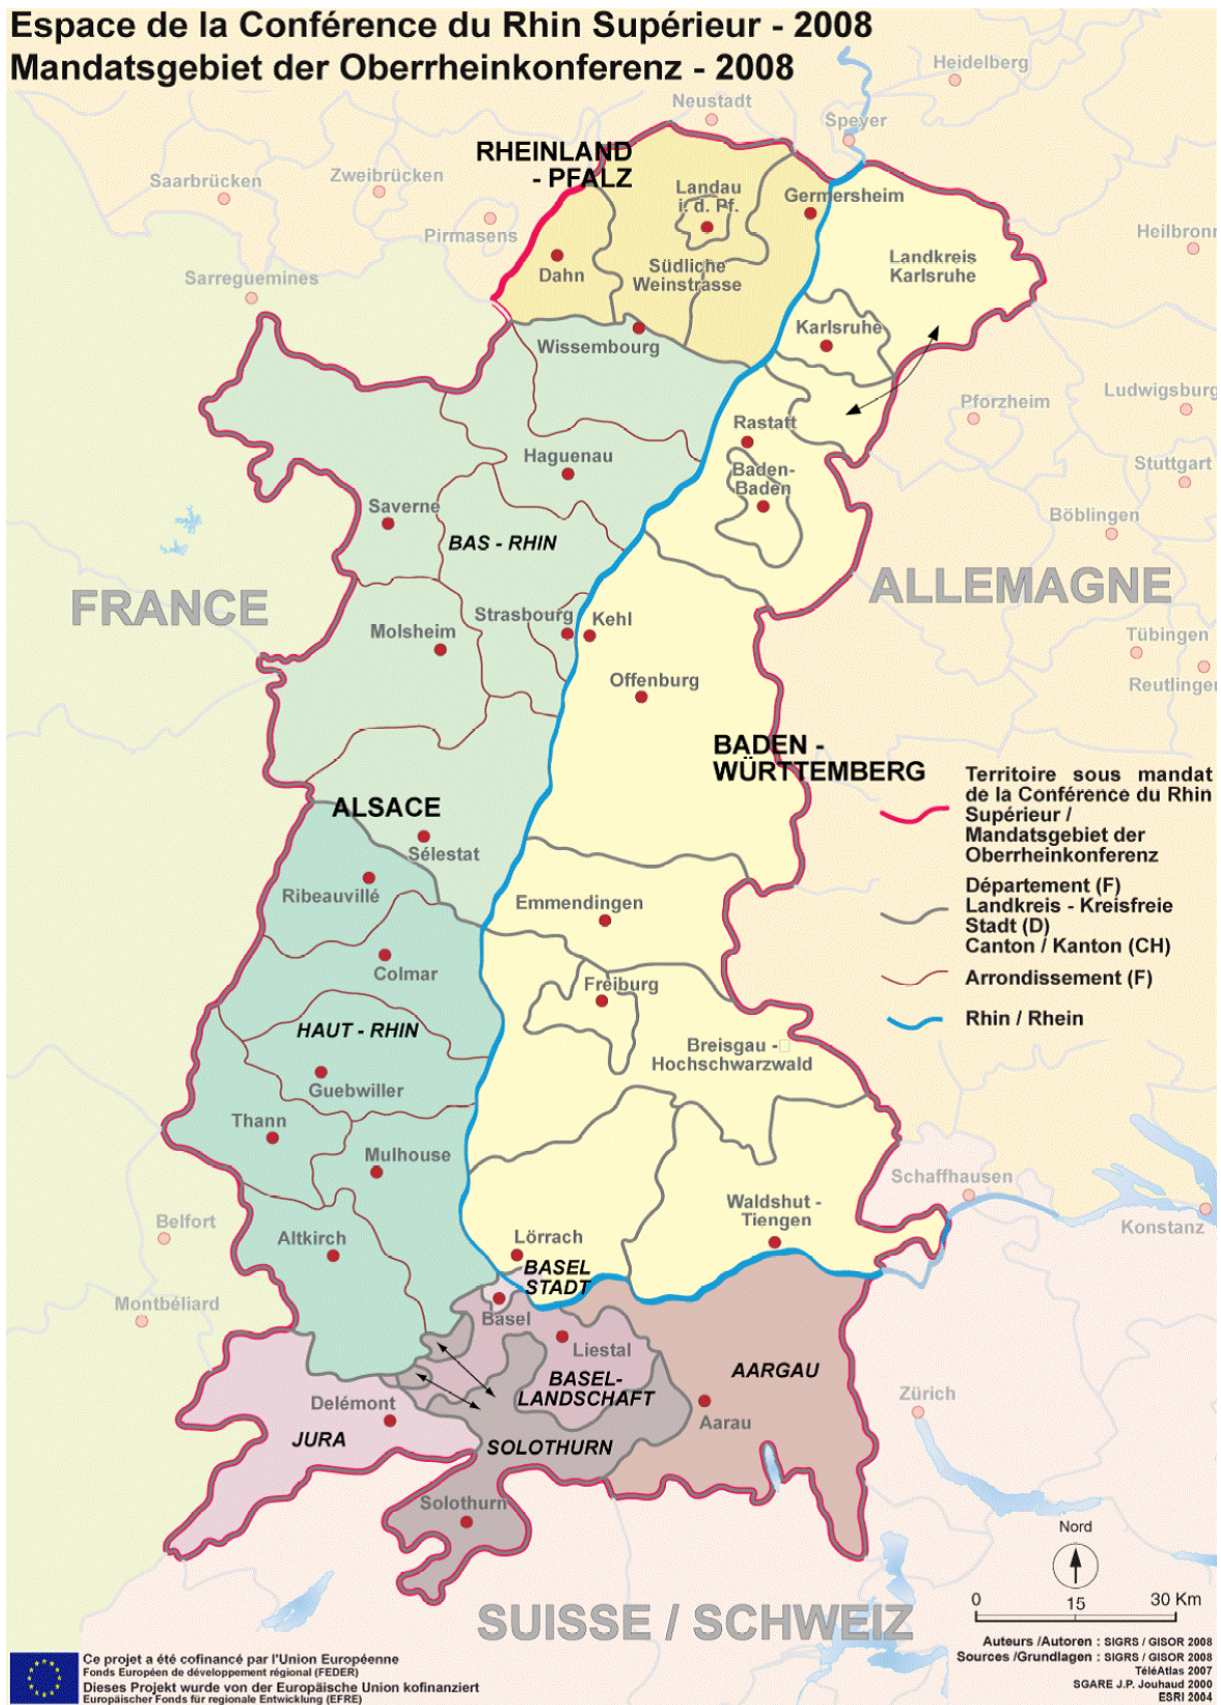 Espace de la Conférence du Rhin Supérieur - 2008
Mandatsgebiet der Oberrheinkonferenz - 2008
Heidelberg
Neustadt
Speyer
RHEINLAND
- PFALZ
Saarbrücken
Zweibrücken
Landau
i. d. Pf.
Germersheim
Pirmasens
Heilbronn
Dahn
Südliche
Weinstrasse
Landkreis
Karlsruhe
Sarreguemines
Karlsruhe
Wissembourg
Ludwigsburg
Pforzheim
Rastatt
Haguenau
Baden-
Baden
Stuttgart
Saverne
Böblingen
BAS - RHIN
FRANCE
ALLEMAGNE
Strasbourg
Kehl
Molsheim
Tübingen
Offenburg
Reutlinger
BADEN -
WÜRTTEMBERG
Territoire sous mandat
de la Conférence du Rhin
Supérieur /
Mandatsgebiet der
Oberrheinkonferenz
ALSACE
Sélestat
Ribeauvillé
Département (F)
Landkreis - Kreisfreie
Stadt (D)
Canton / Kanton (CH)
Emmendingen
Colmar
Freiburg
Arrondissement (F)
HAUT - RHIN
Rhin / Rhein
Breisgau -
Hochschwarzwald
Guebwiller
Thann
Mulhouse
Schaffhausen
Waldshut -
Tiengen
Konstanz
Belfort
Altkirch
Lörrach
BASEL
STADT
Montbéliard
Basel
Liestal
AARGAU
BASEL-
LANDSCHAFT
Delémont
Zürich
Aarau
JURA
SOLOTHURN
Solothurn
Nord
0 15 30 Km
SUISSE / SCHWEIZ
Auteurs /Autoren : SIGRS / GISOR 2008
Sources /Grundlagen : SIGRS / GISOR 2008
TéléAtlas 2007
SGARE J.P. Jouhaud 2000
ESRI 2004
Ce projet a été cofinancé par l'Union Européenne
Fonds Européen de développement régional (FEDER)
Dieses Projekt wurde von der Europäische Union kofinanziert
Europäischer Fonds für regionale Entwicklung (EFRE)